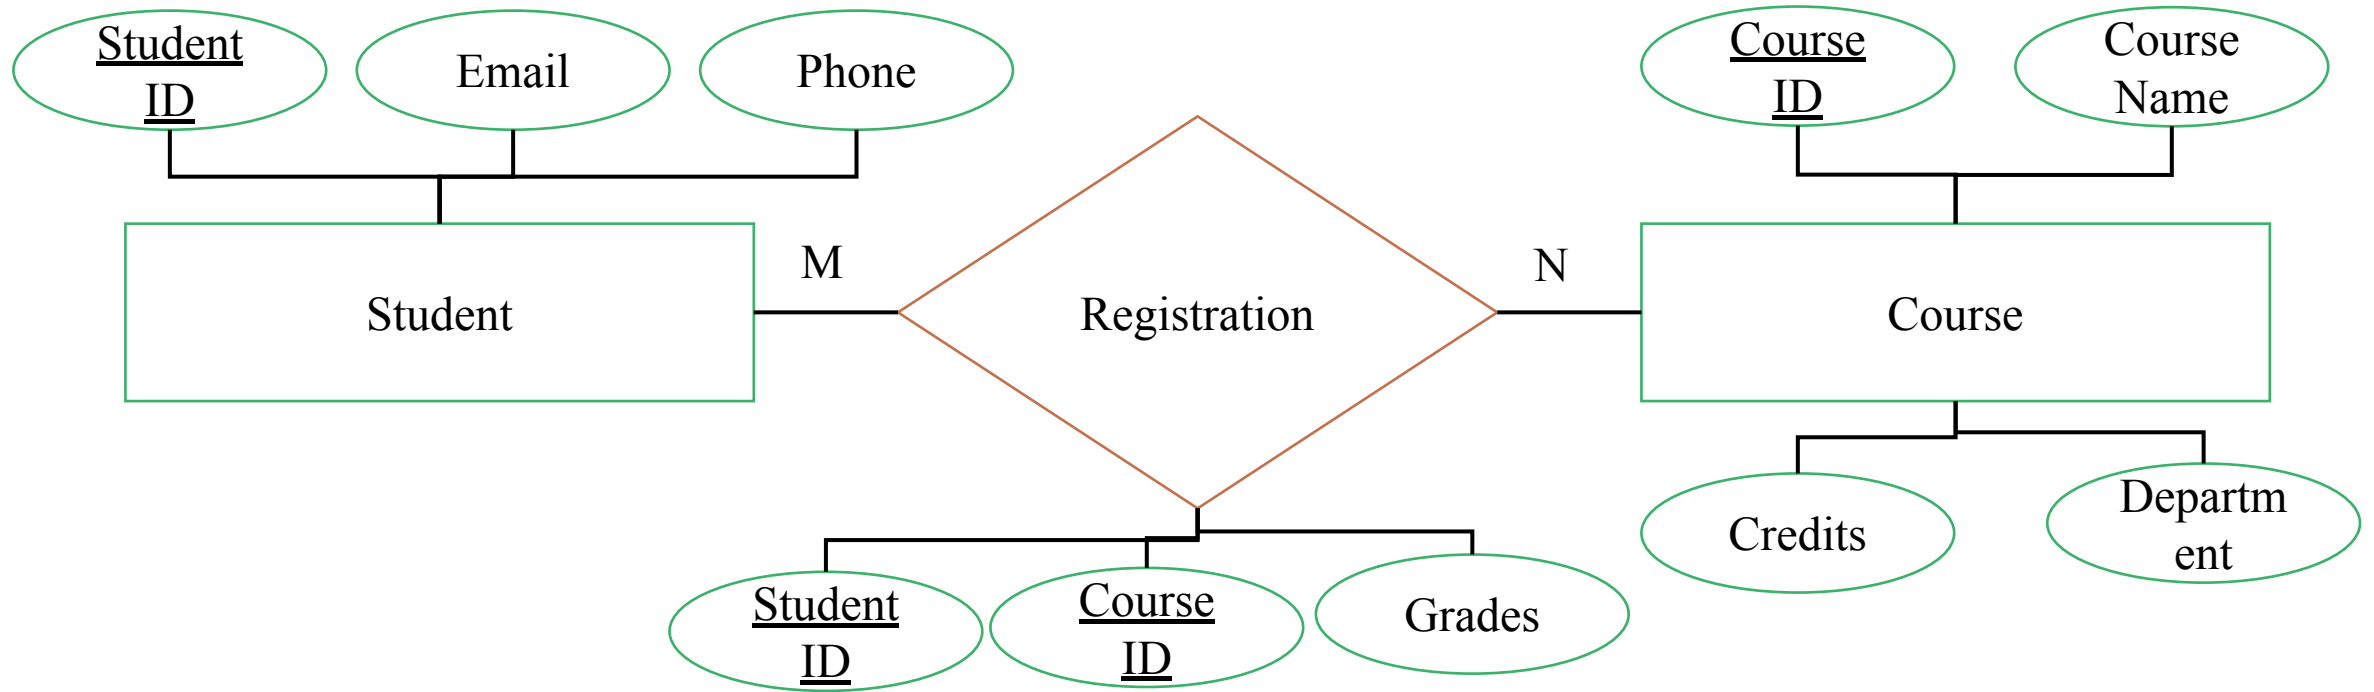 Student
ID
Email
Phone
Course
ID
Course
Name
M
N
Student
Registration
Course
Credits
Departm
ent
Student
ID
Course
ID
Grades